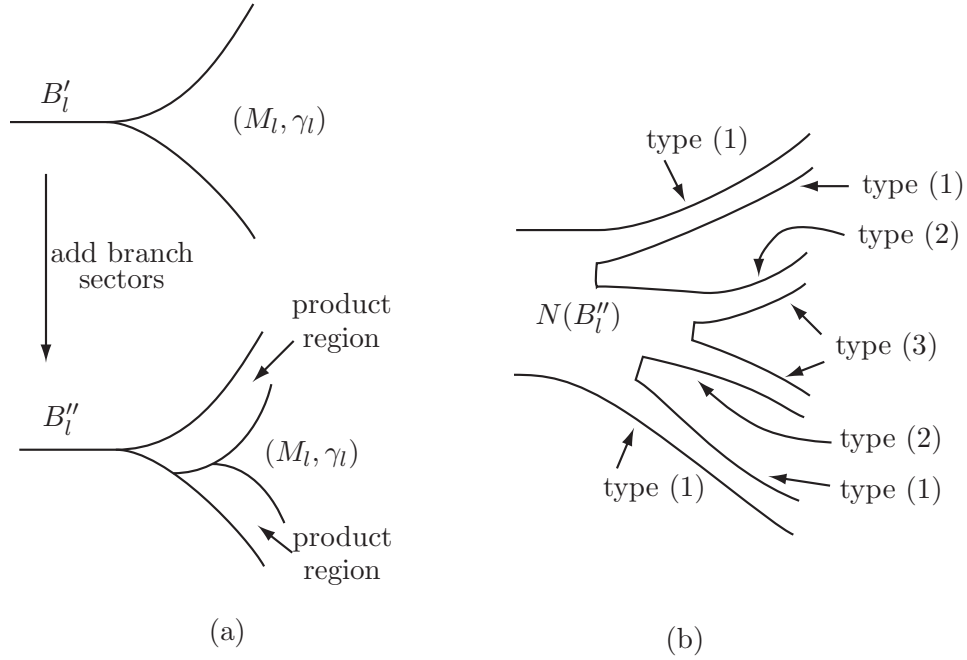 B′_l
(M_l, γ_l)
add branch
sectors
product
region
B″_l
(M_l, γ_l)
product
region
(a)
type (1)
type (1)
type (2)
N(B″_l)
type (3)
type (2)
type (1)
type (1)
(b)